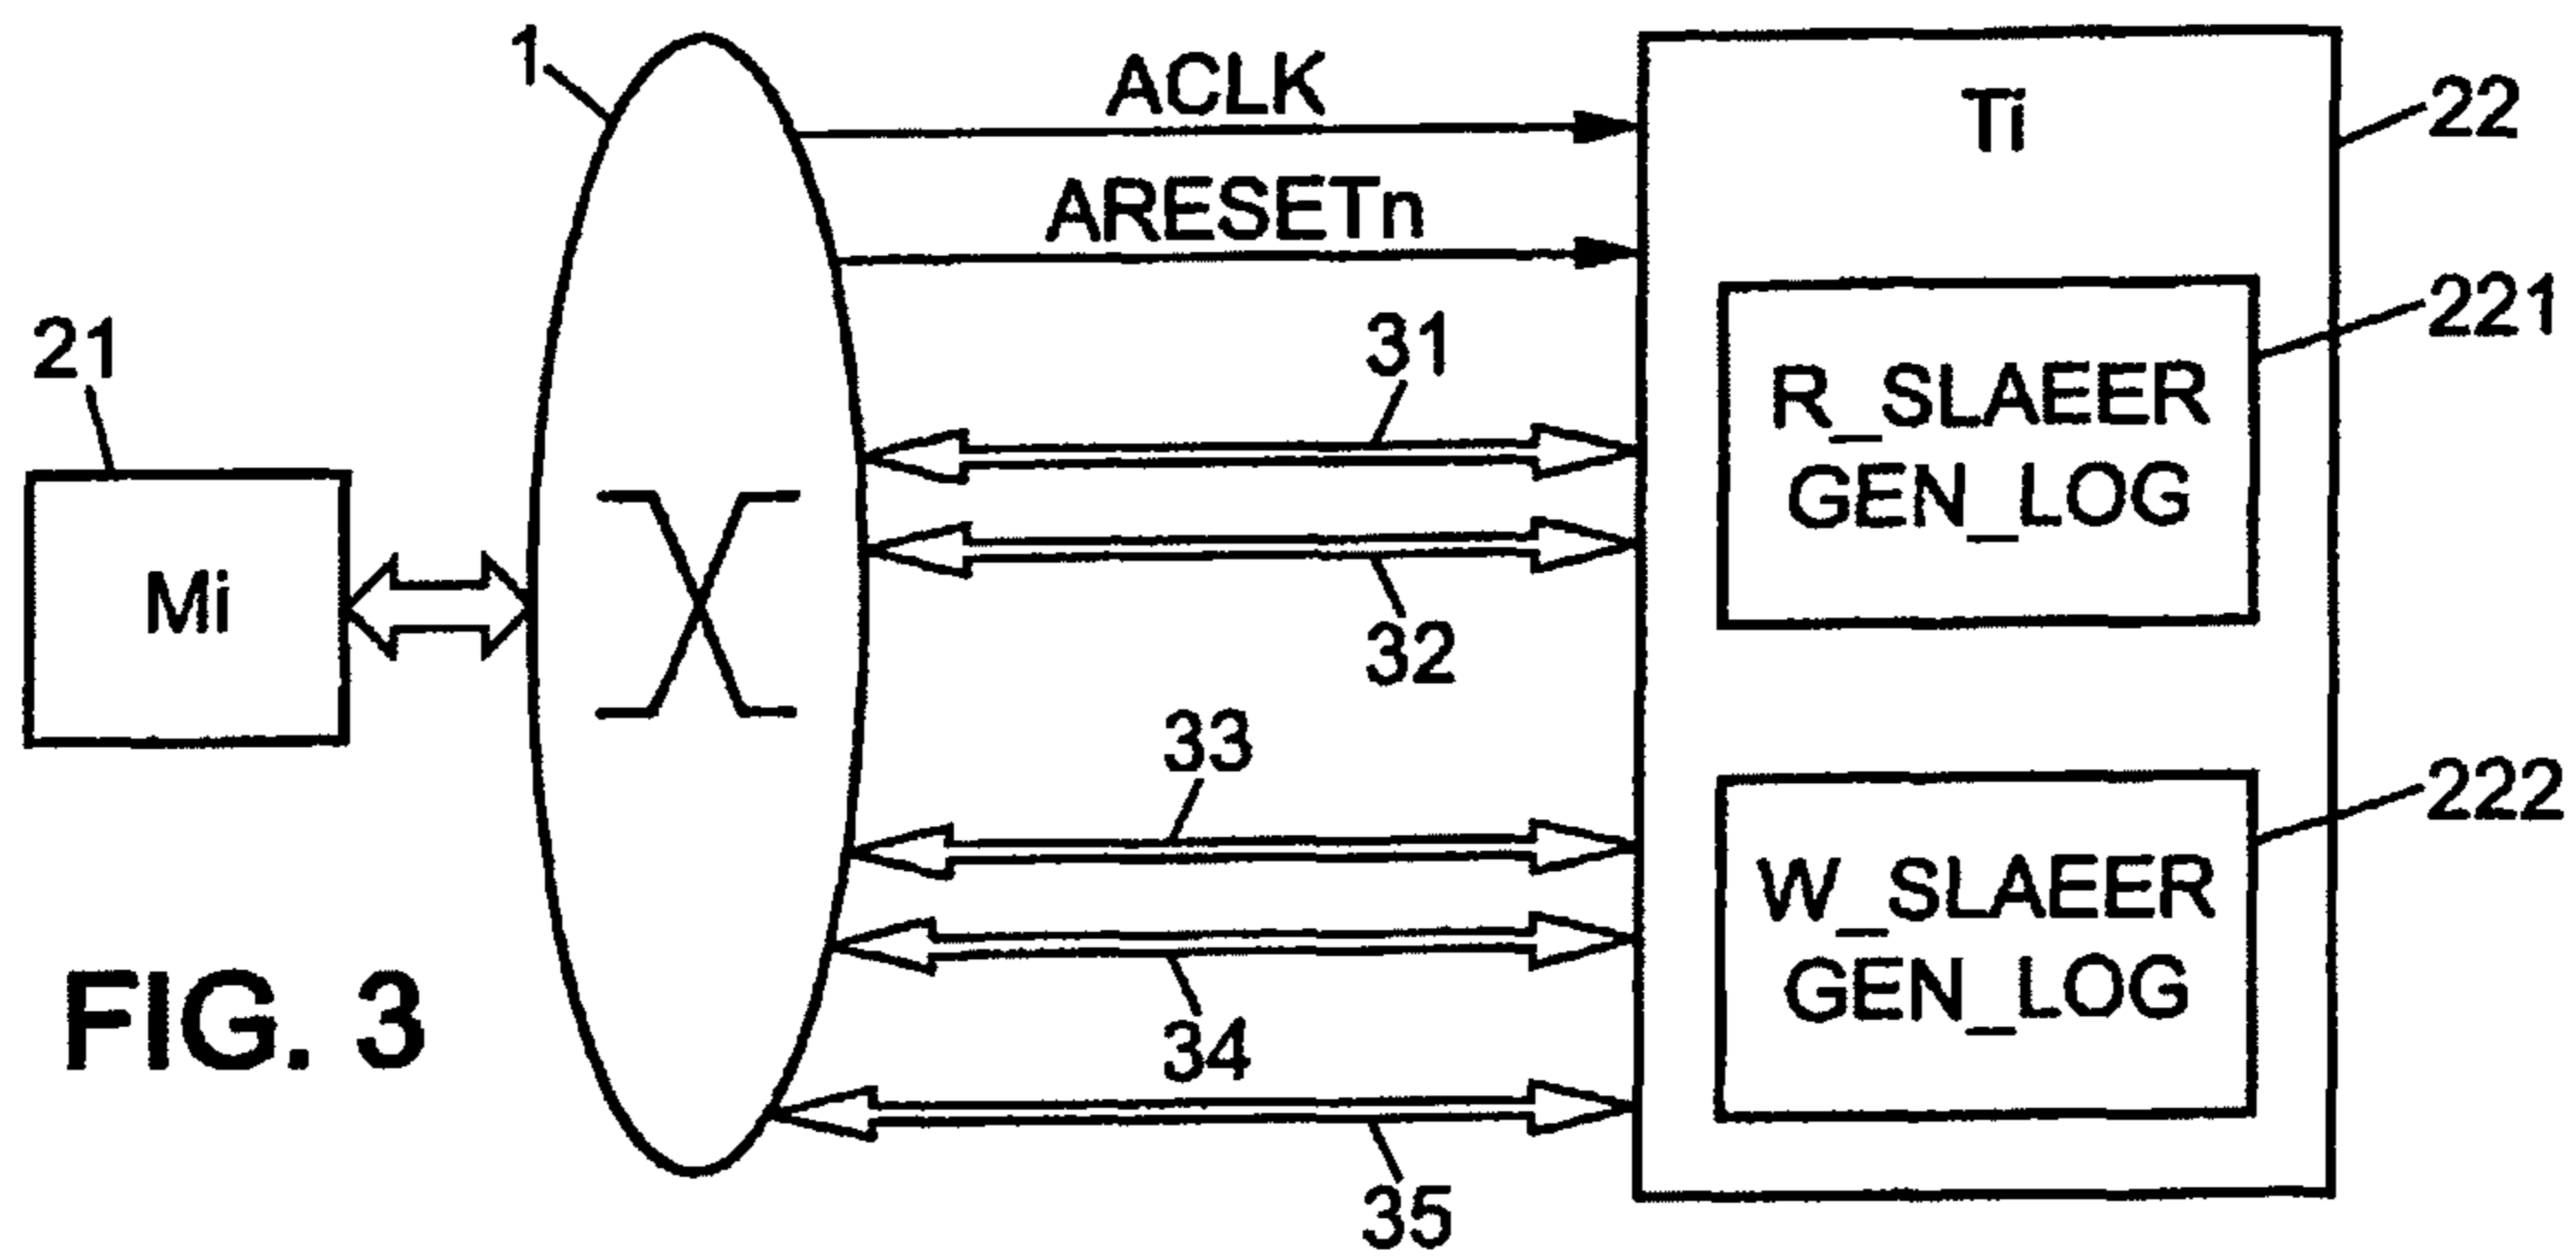 1
ACLK
ARESETn
Ti
22
221
21
31
R_SLAEER
GEN_LOG
Mi
32
33
222
W_SLAEER
GEN_LOG
34
FIG. 3
35